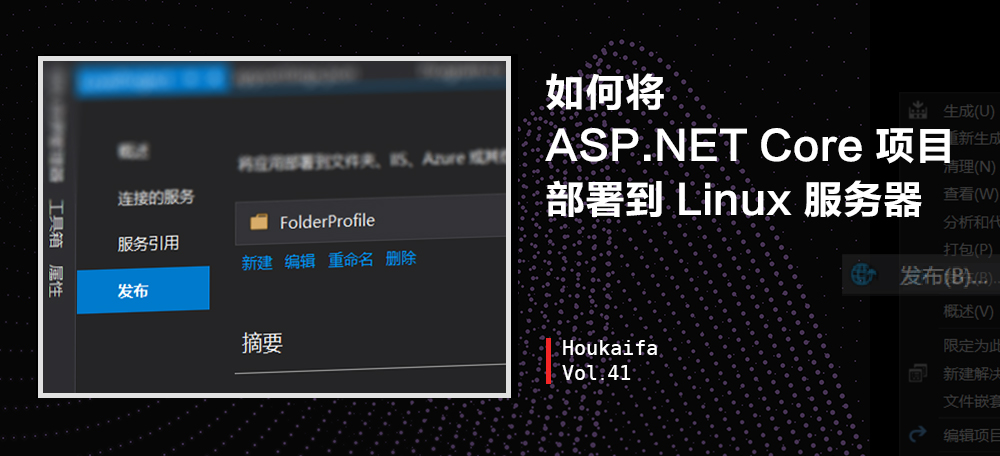 概述
将应用部署到文件夹、IIS、Azure 或其他
连接的服务
FolderProfile
服务引用
新建 编辑 重命名 删除
发布
摘要
工具箱
属性
如何将
ASP.NET Core 项目
部署到 Linux 服务器
Houkaifa
Vol.41
生成(U)
重新生成
清理(N)
查看(W)
分析和代
打包(P)
发布(B)...
概述(V)
限定为此
新建解决
文件嵌套
编辑项目